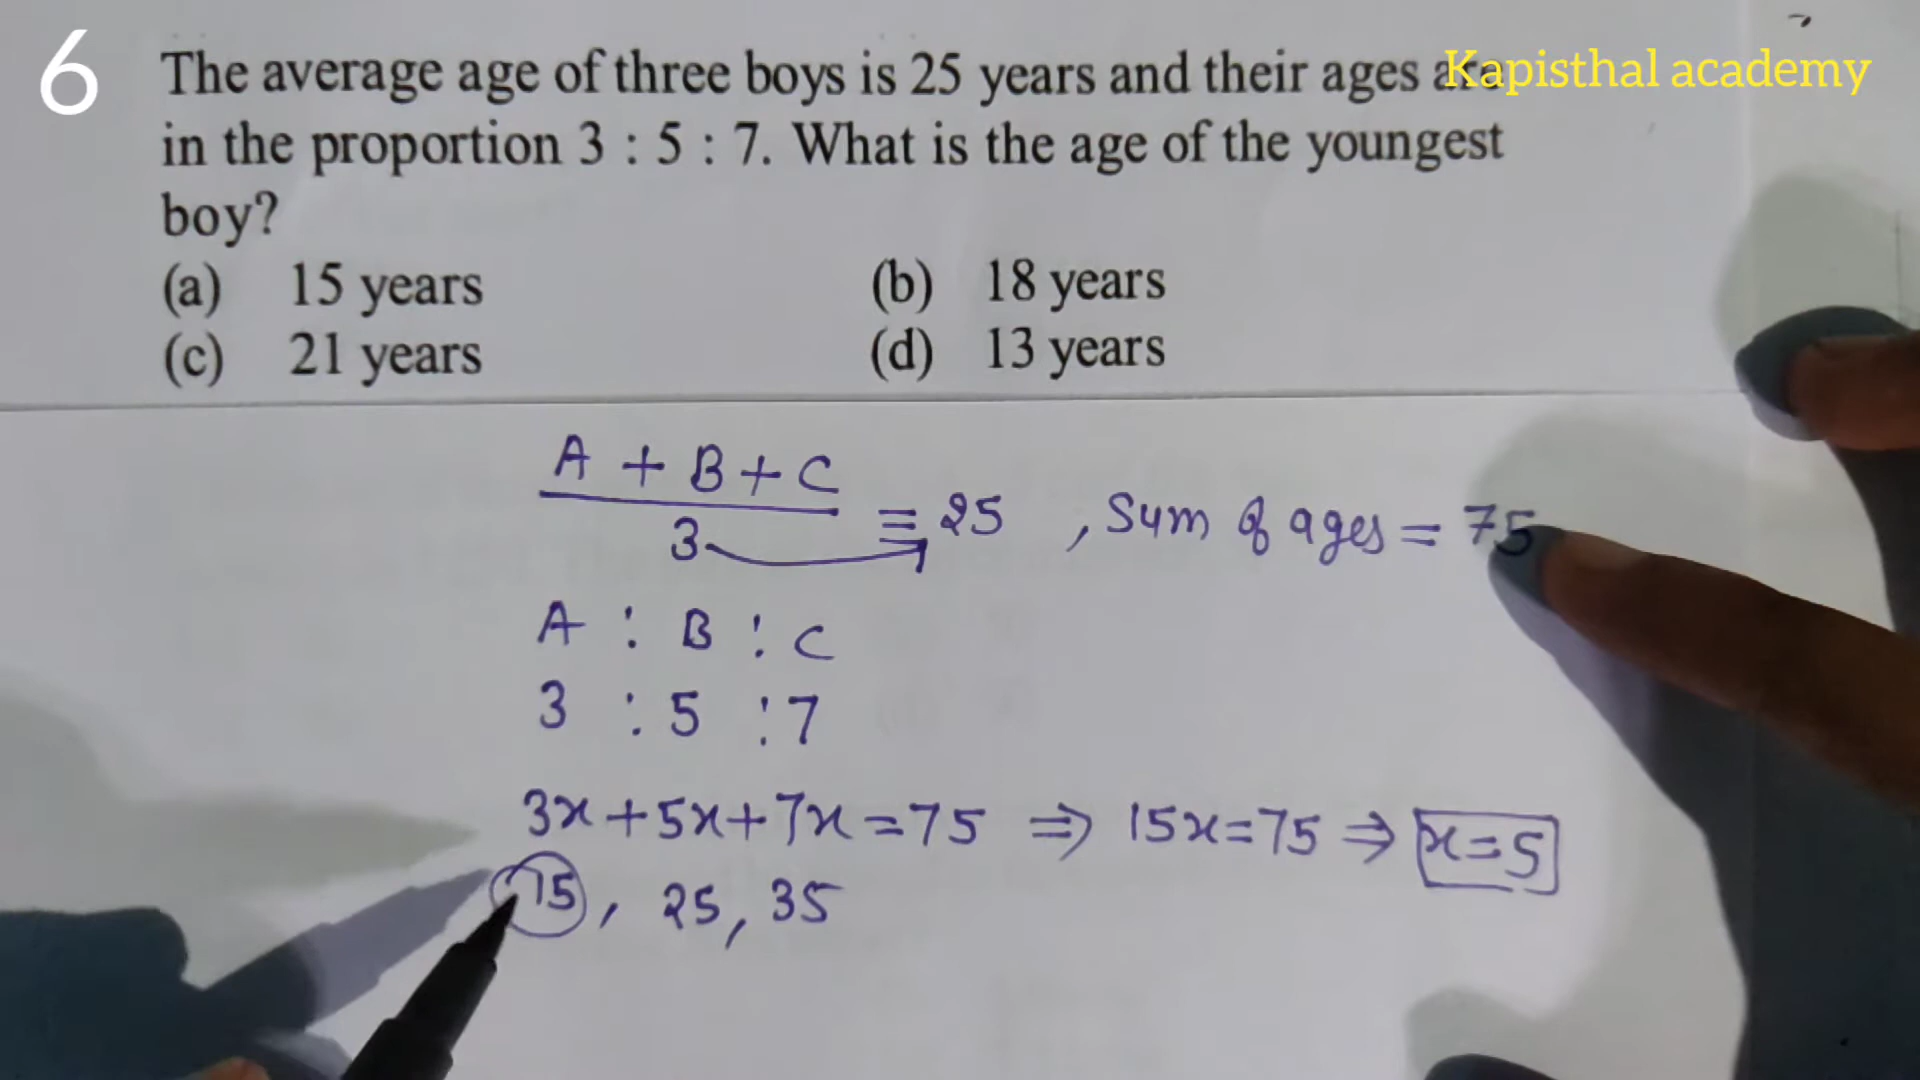 6
Kapisthal academy
The average age of three boys is 25 years and their ages are
in the proportion 3 : 5 : 7. What is the age of the youngest
boy?
(a) 15 years (b) 18 years
(c) 21 years (d) 13 years
A + B + C
3
= 25 , Sum of ages = 75
A : B : C
3 : 5 : 7
3x + 5x + 7x = 75 ⇒ 15x = 75 ⇒ x = 5
15, 25, 35